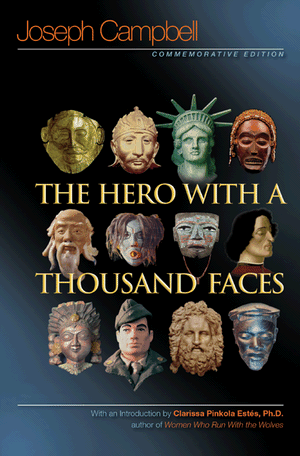 Joseph Campbell
COMMEMORATIVE EDITION
THE HERO WITH A
THOUSAND FACES
With an Introduction by Clarissa Pinkola Estés, Ph.D.
author of Women Who Run With the Wolves